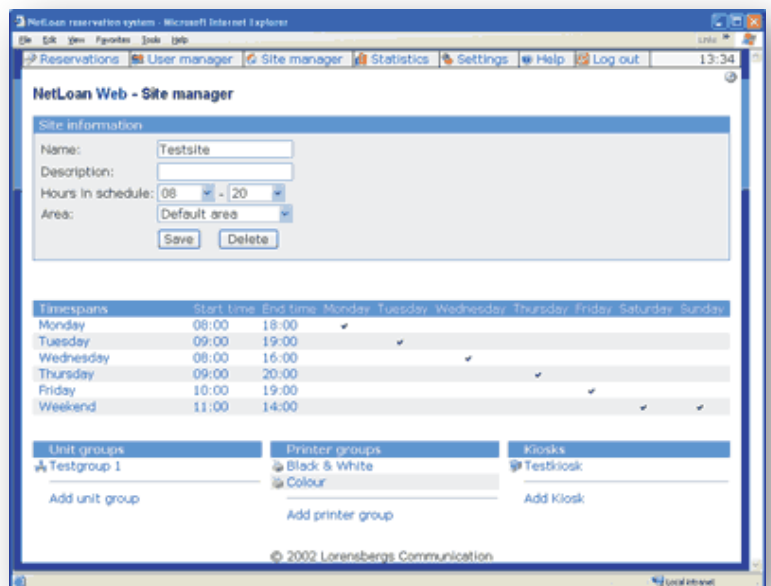 NetLoan reservation system - Microsoft Internet Explorer
File Edit View Favorites Tools Help Links »
Reservations User manager Site manager Statistics Settings Help Log out 13:34
NetLoan Web - Site manager
Site information
Name: Testsite
Description:
Hours in schedule: 08 - 20
Area: Default area
Save Delete
Timespans Start time End time Monday Tuesday Wednesday Thursday Friday Saturday Sunday
Monday 08:00 18:00
Tuesday 09:00 19:00
Wednesday 08:00 16:00
Thursday 09:00 20:00
Friday 10:00 19:00
Weekend 11:00 14:00
Unit groups Printer groups Kiosks
Testgroup 1 Black & White Testkiosk
Colour
Add unit group Add Kiosk
Add printer group
© 2002 Lorensbergs Communication
Local intranet